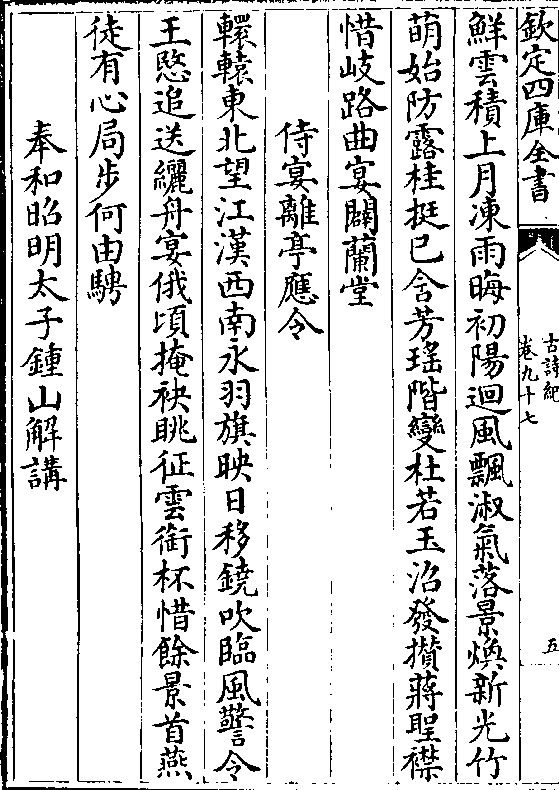 欽定四庫全書
古詩紀
卷九十七
五
鮮雲積上月凍雨晦初陽迴風飄淑氣落景煥新光竹
萌始防露桂挺已含芳瑤階變杜若玉沼發攢蔣聖襟
惜岐路曲宴闢蘭堂
侍宴離亭應令
轘轅東北望江漢西南永羽旗映日移鐃吹臨風警令
王愍追送纚舟宴俄頃掩袂眺征雲銜杯惜餘景首燕
徒有心局步何由騁
奉和昭明太子鍾山解講